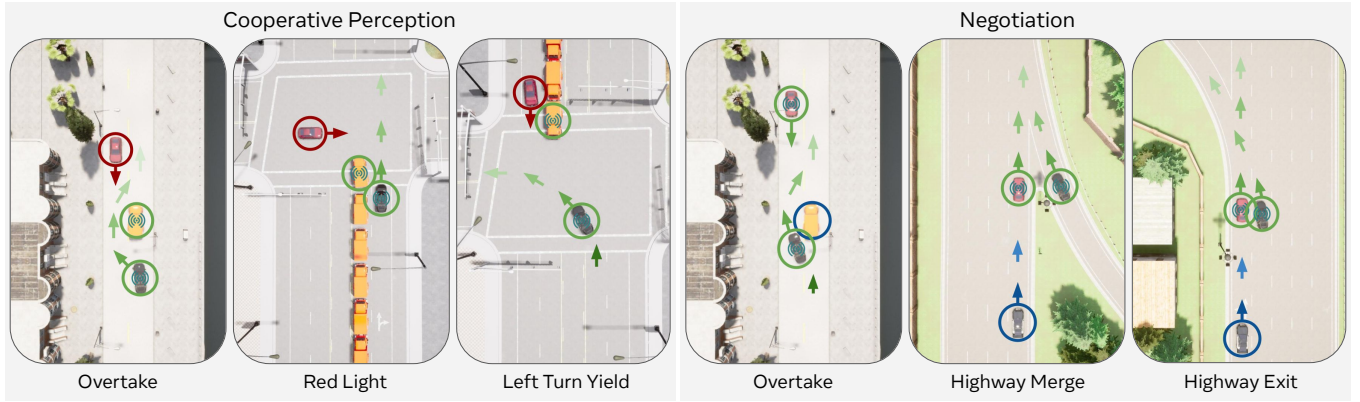 Cooperative Perception
Negotiation
Overtake
Red Light
Left Turn Yield
Overtake
Highway Merge
Highway Exit